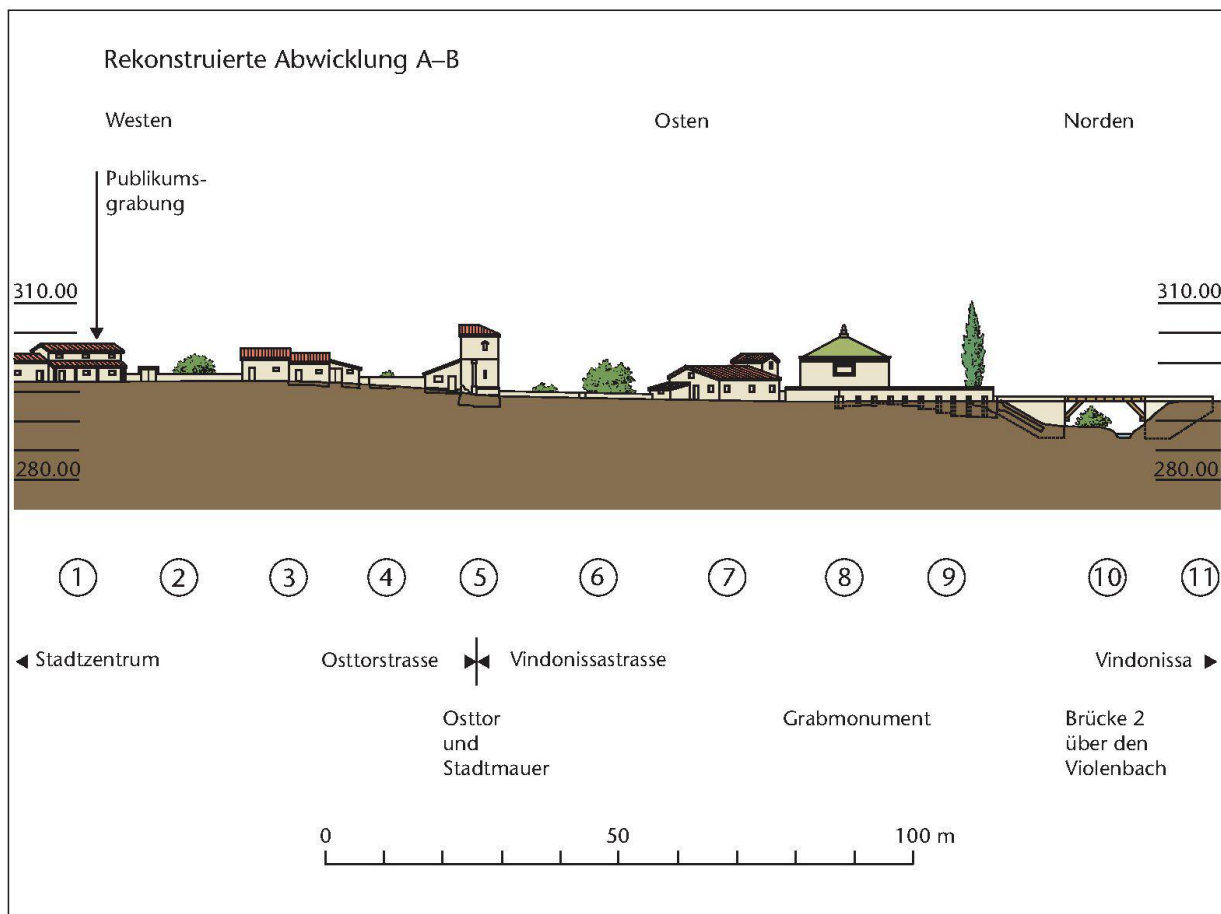 Rekonstruierte Abwicklung A–B
Westen
Osten
Norden
Publikums-
grabung
310.00
310.00
280.00
280.00
1 2 3 4 5 6 7 8 9 10 11
Stadtzentrum
Osttorstrasse
Vindonissastrasse
Vindonissa
Osttor
und
Stadtmauer
Grabmonument
Brücke 2
über den
Violenbach
0 50 100 m